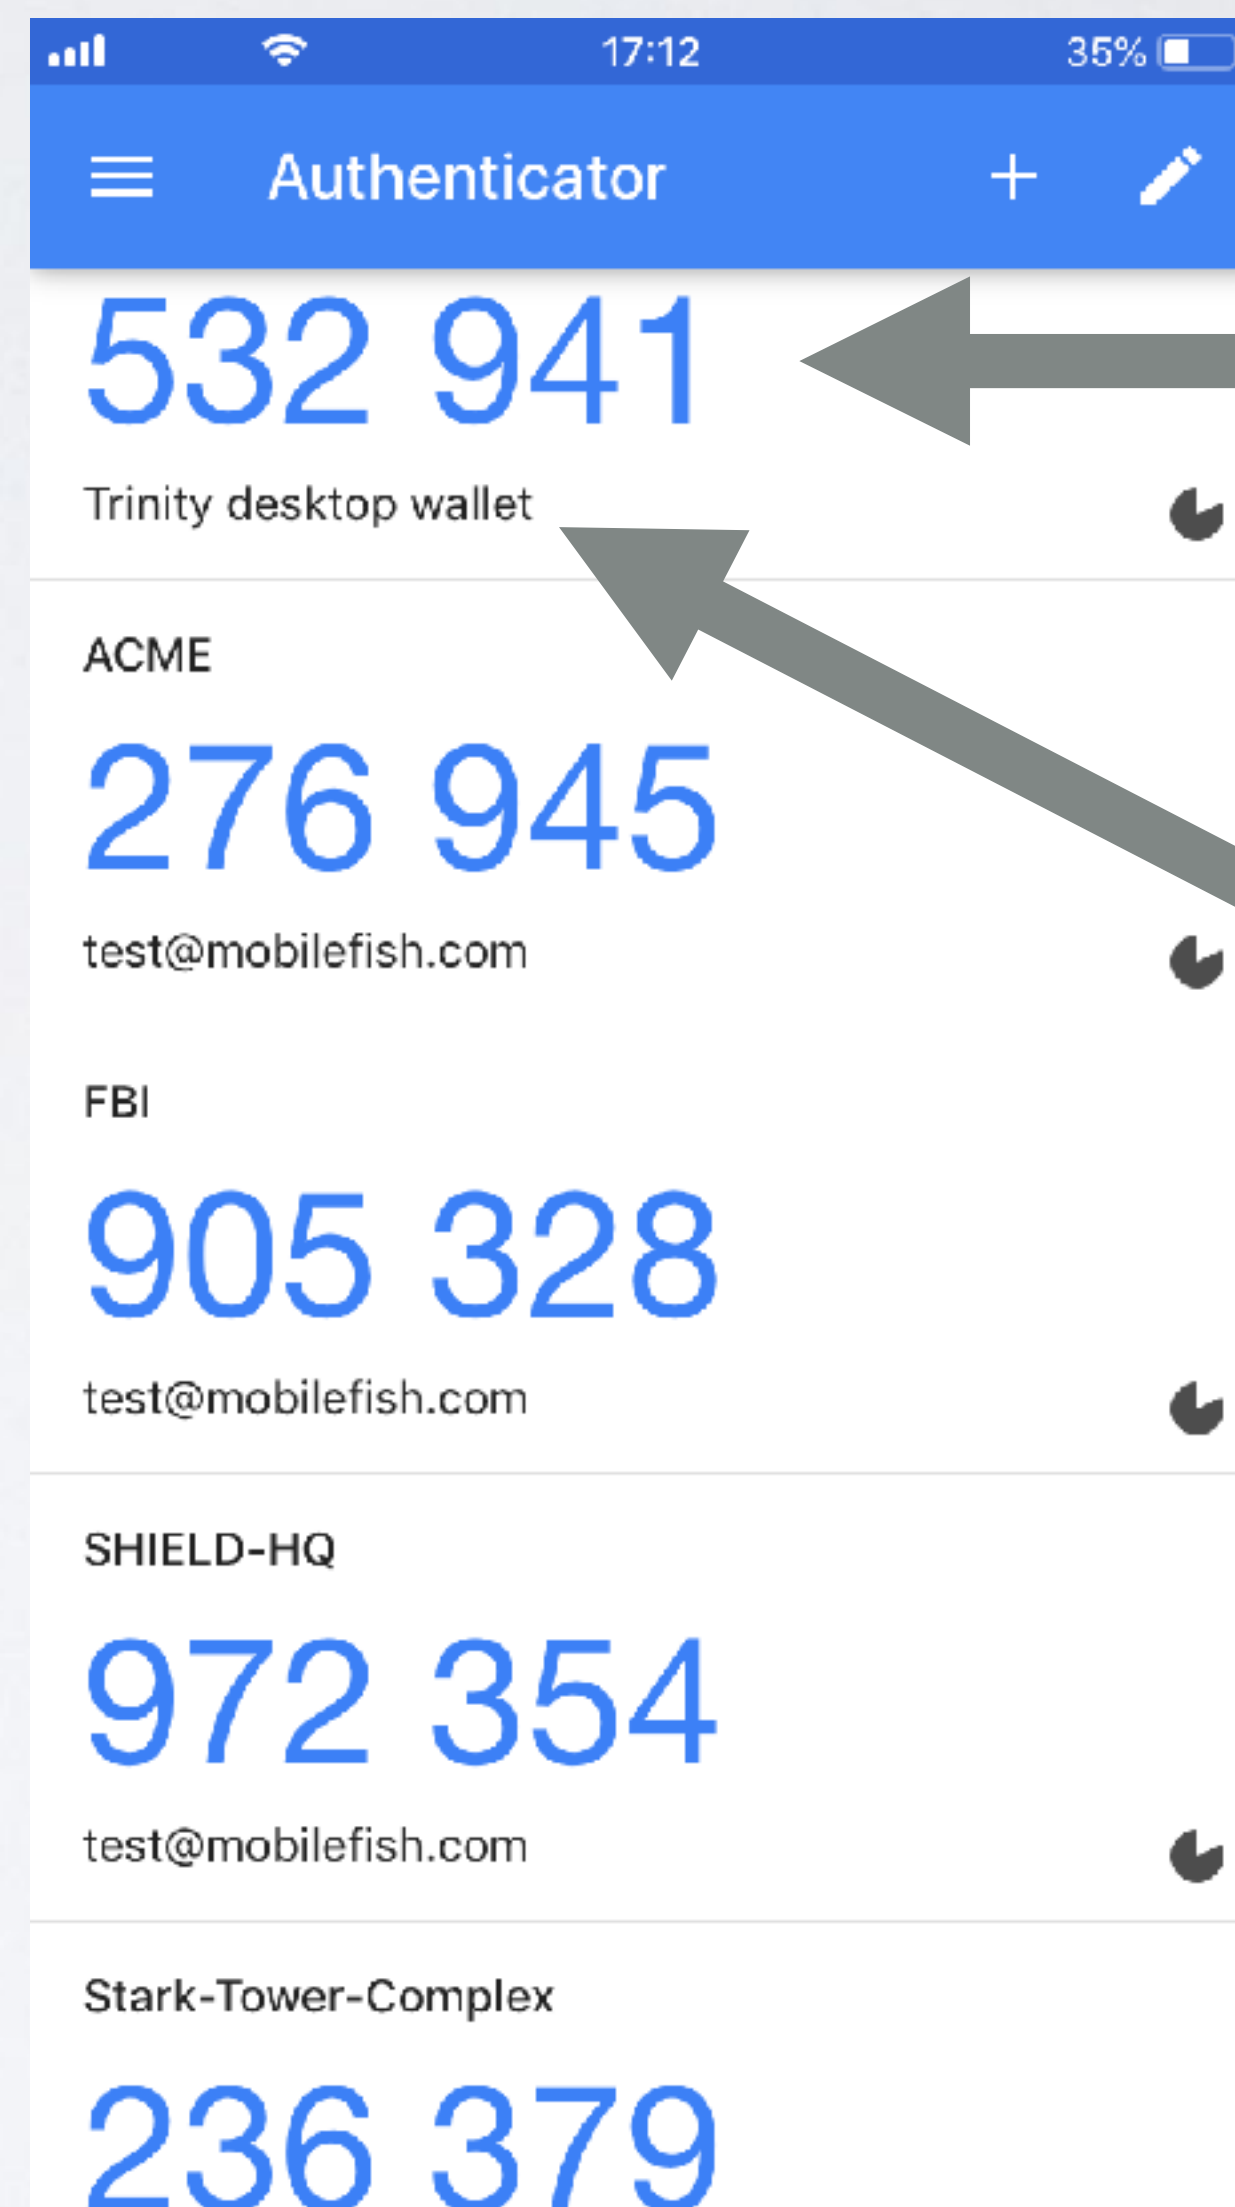 17:12 35%
Authenticator
532 941
Trinity desktop wallet
ACME
276 945
test@mobilefish.com
FBI
905 328
test@mobilefish.com
SHIELD-HQ
972 354
test@mobilefish.com
Stark-Tower-Complex
236 379